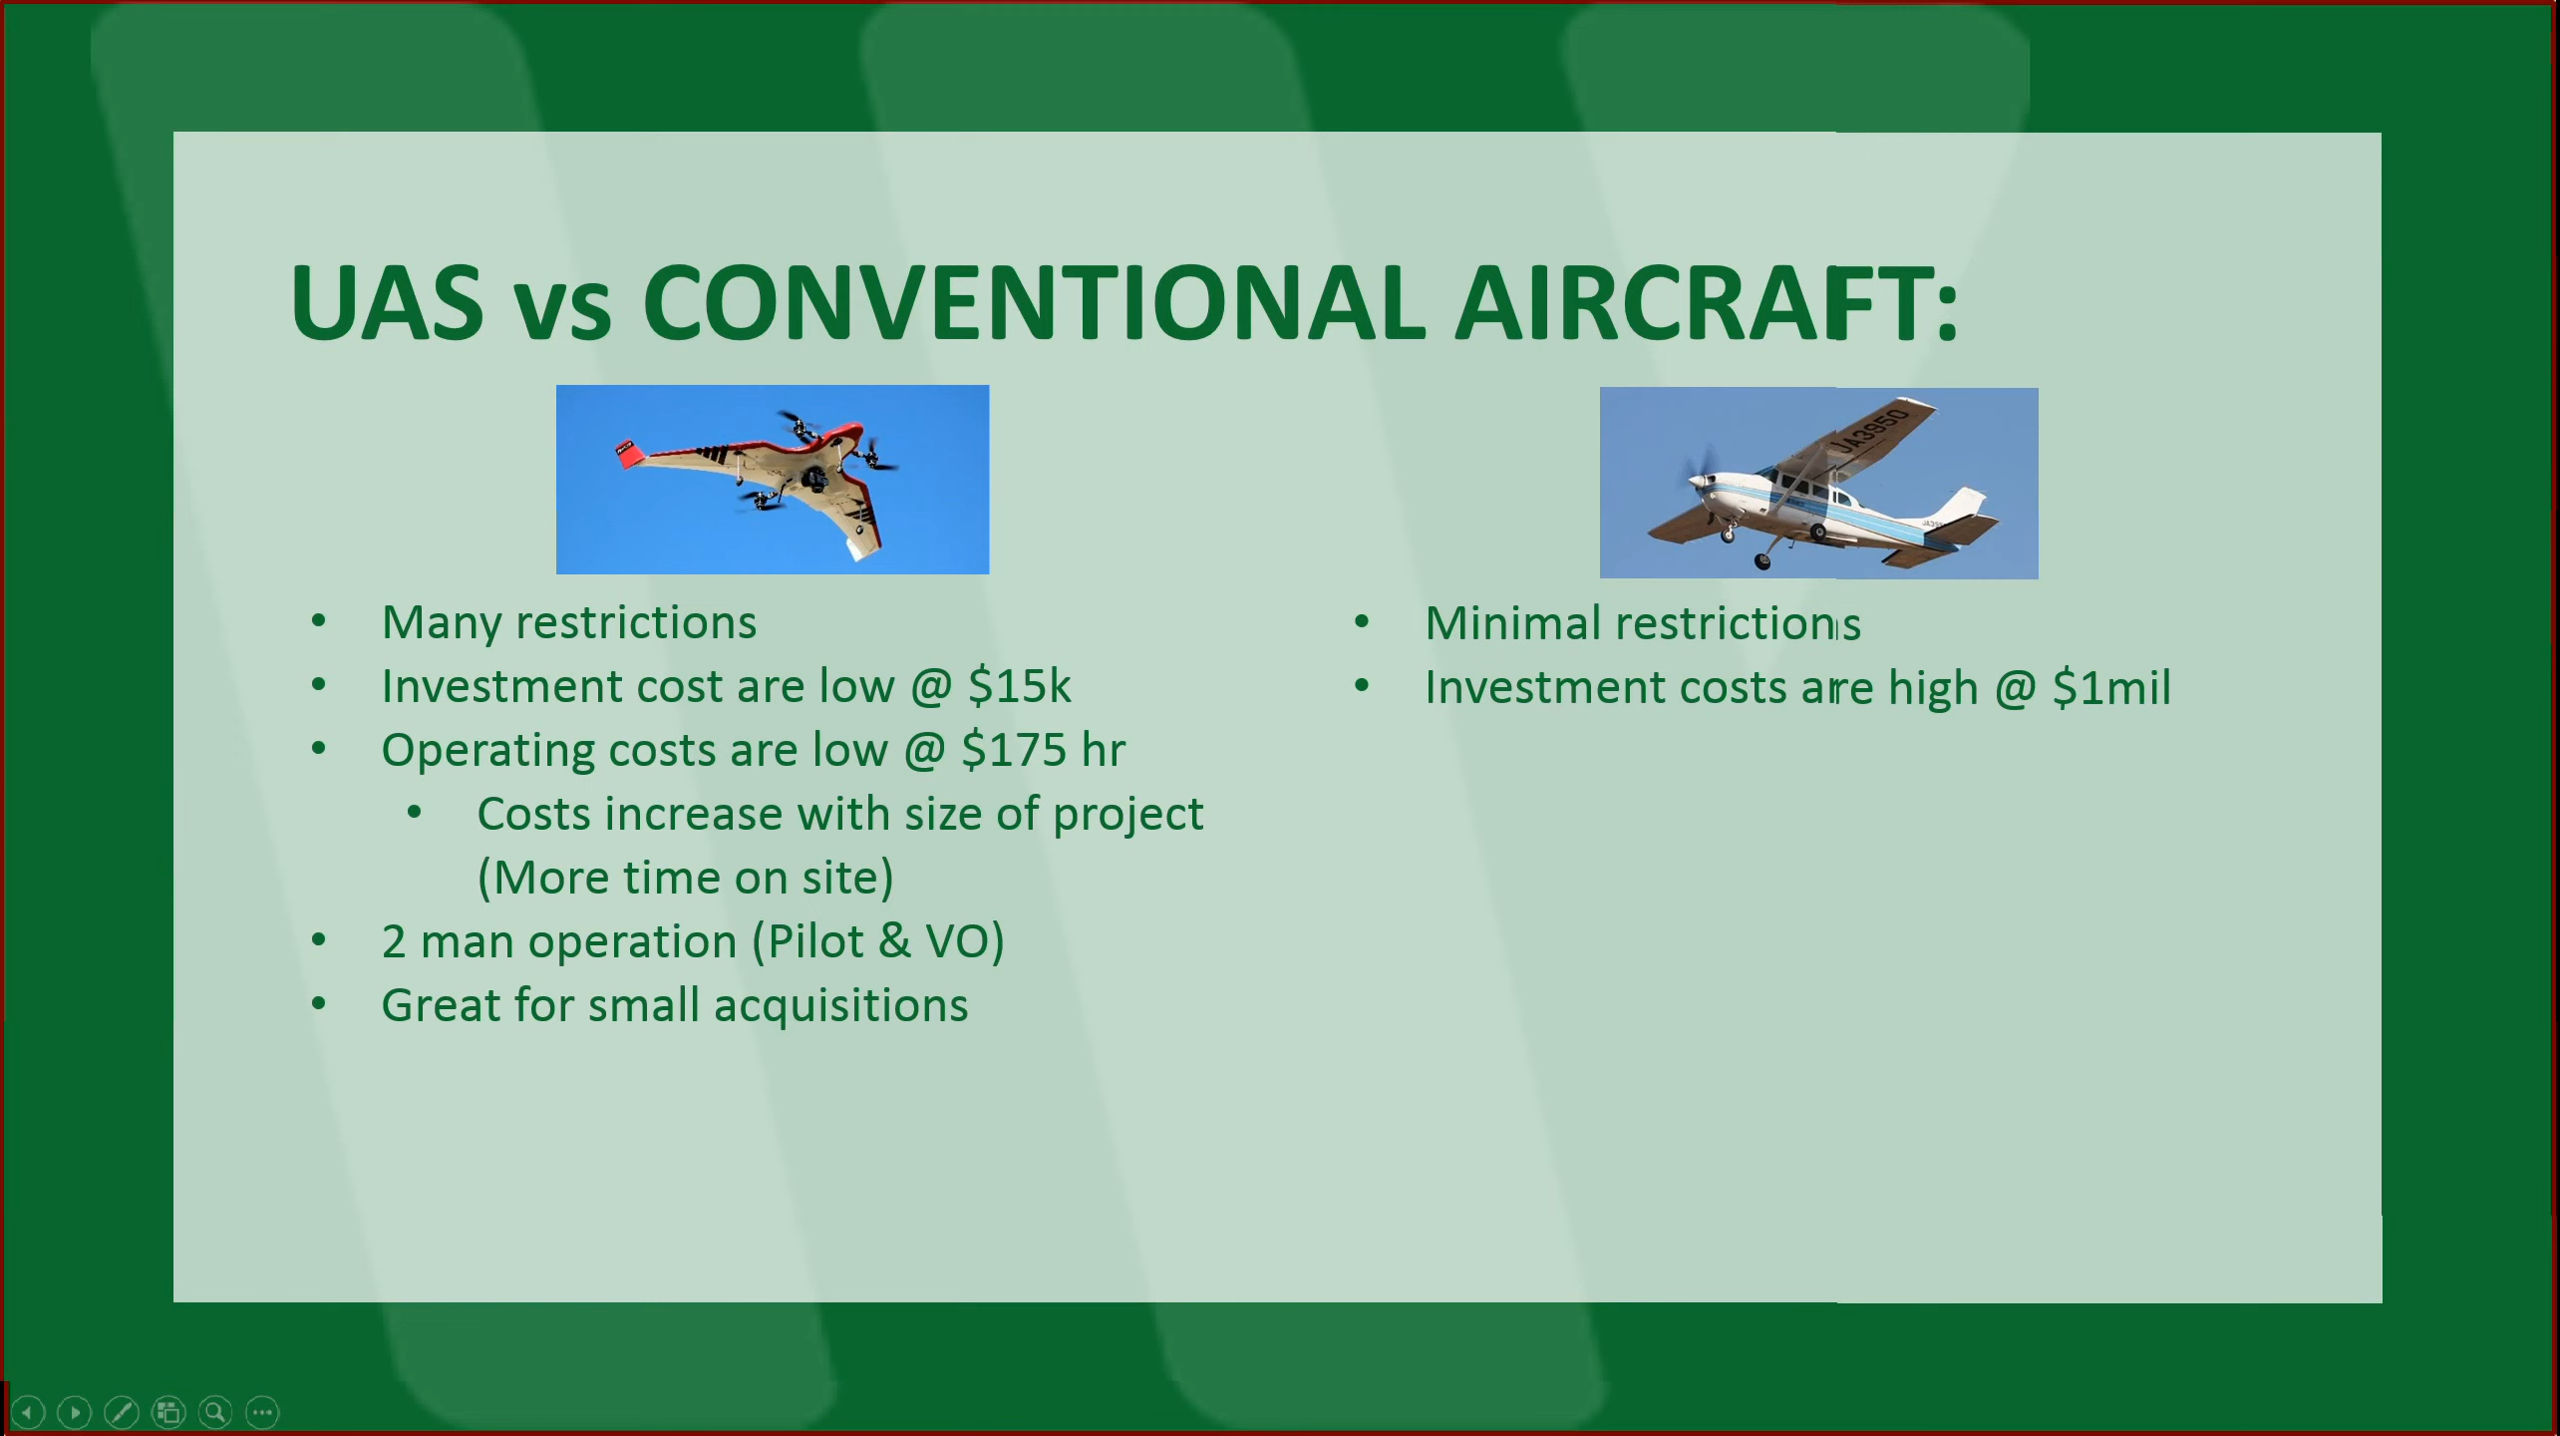 UAS vs CONVENTIONAL AIRCRAFT:
JA3950
• Many restrictions
• Investment cost are low @ $15k
• Operating costs are low @ $175 hr
• Costs increase with size of project
(More time on site)
• 2 man operation (Pilot & VO)
• Great for small acquisitions
• Minimal restrictions
• Investment costs are high @ $1mil